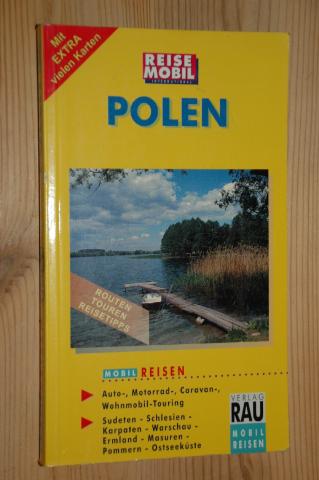 Mit
EXTRA
vielen Karten
REISE
MOBIL
INTERNATIONAL
POLEN
ROUTEN
TOUREN
REISETIPPS
MOBIL REISEN
Auto-, Motorrad-, Caravan-,
Wohnmobil-Touring
Sudeten - Schlesien -
Karpaten - Warschau -
Ermland - Masuren -
Pommern - Ostseeküste
VERLAG
RAU
MOBIL
REISEN